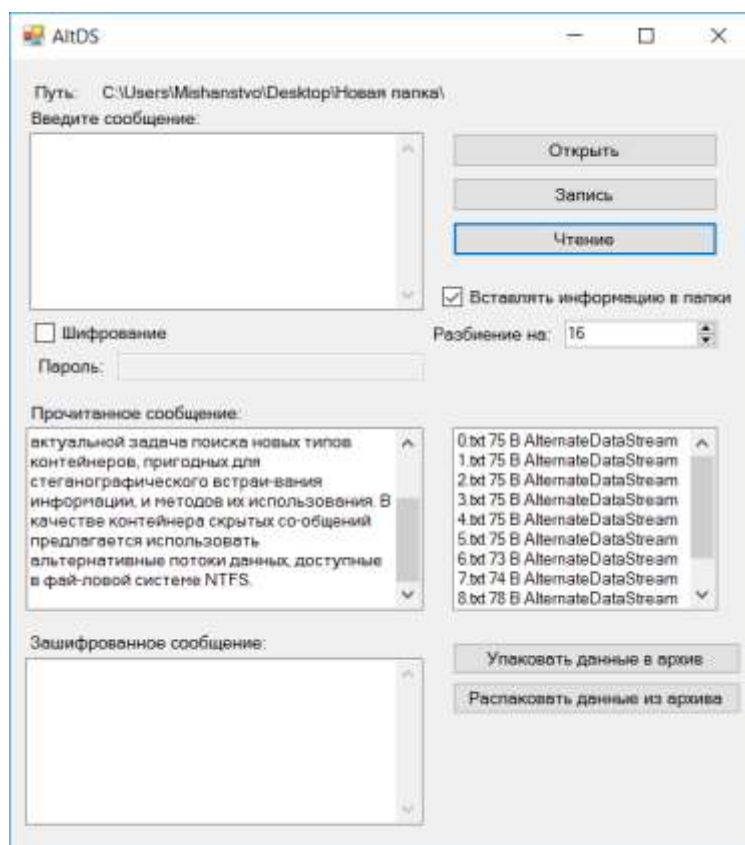 AltDS
Путь: C:\Users\Mishanstvo\Desktop\Новая папка\
Введите сообщение:
Открыть
Запись
Чтение
Вставлять информацию в папки
Шифрование
Разбиение на: 16
Пароль:
Прочитанное сообщение:
актуальной задача поиска новых типов
контейнеров, пригодных для
стеганографического встраи-вания
информации, и методов их использования. В
качестве контейнера скрытых со-общений
предлагается использовать
альтернативные потоки данных, доступные
в фай-ловой системе NTFS.
0.txt 75 B AlternateDataStream
1.txt 75 B AlternateDataStream
2.txt 75 B AlternateDataStream
3.txt 75 B AlternateDataStream
4.txt 75 B AlternateDataStream
5.txt 75 B AlternateDataStream
6.txt 73 B AlternateDataStream
7.txt 74 B AlternateDataStream
8.txt 78 B AlternateDataStream
Зашифрованное сообщение:
Упаковать данные в архив
Распаковать данные из архива